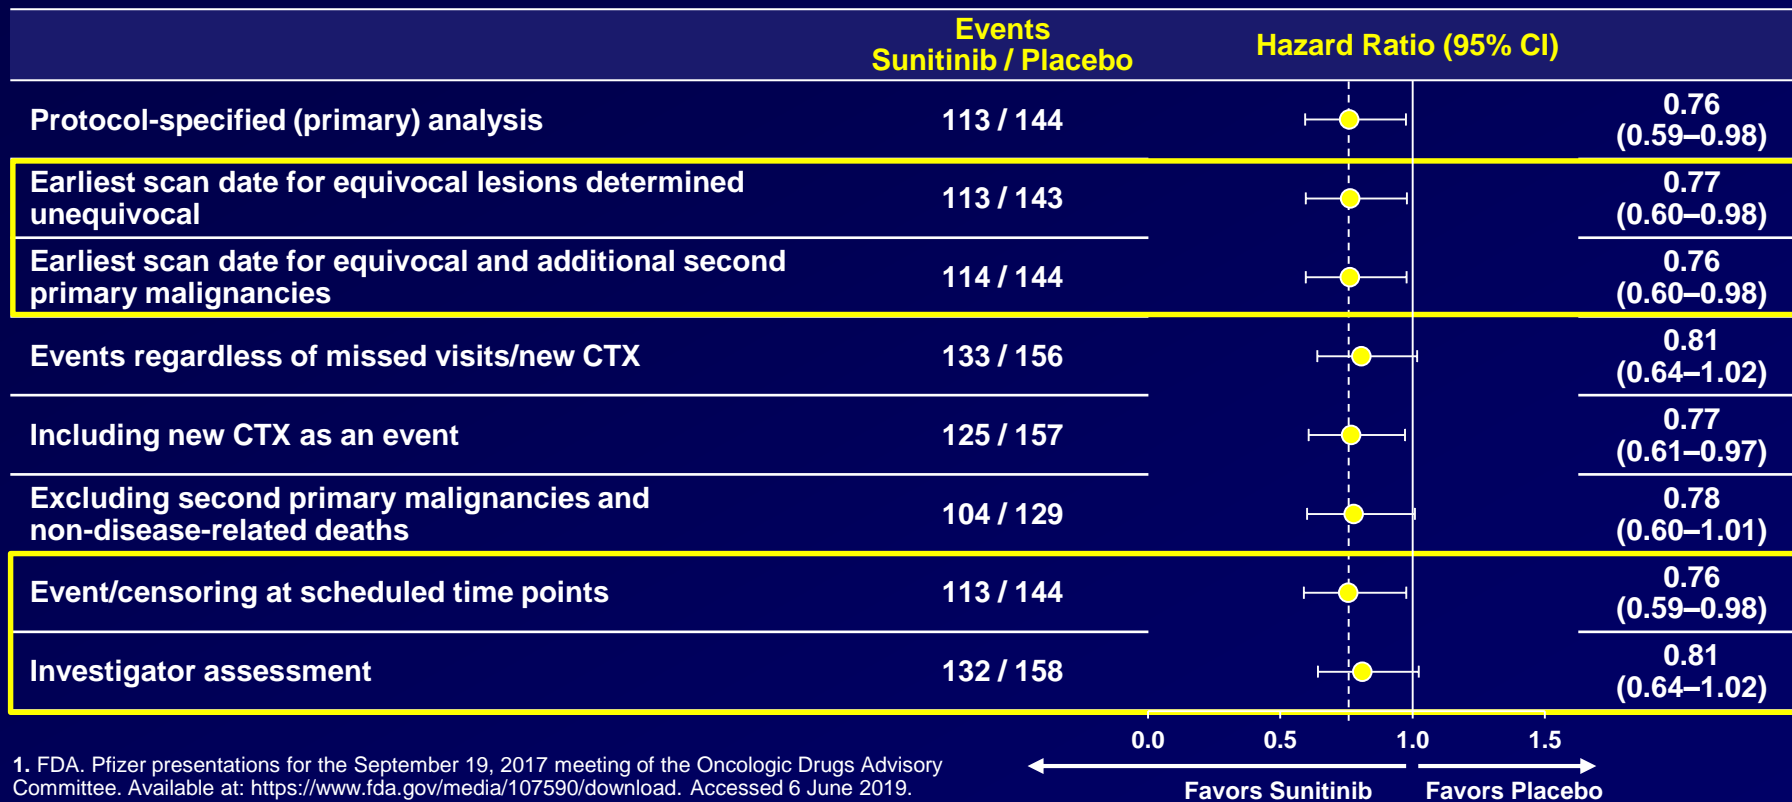 Events
Sunitinib / Placebo
Hazard Ratio (95% CI)
Protocol-specified (primary) analysis
113 / 144
0.76
(0.59–0.98)
Earliest scan date for equivocal lesions determined
unequivocal
113 / 143
0.77
(0.60–0.98)
Earliest scan date for equivocal and additional second
primary malignancies
114 / 144
0.76
(0.60–0.98)
Events regardless of missed visits/new CTX
133 / 156
0.81
(0.64–1.02)
Including new CTX as an event
125 / 157
0.77
(0.61–0.97)
Excluding second primary malignancies and
non-disease-related deaths
104 / 129
0.78
(0.60–1.01)
Event/censoring at scheduled time points
113 / 144
0.76
(0.59–0.98)
Investigator assessment
132 / 158
0.81
(0.64–1.02)
0.0 0.5 1.0 1.5
Favors Sunitinib Favors Placebo
1. FDA. Pfizer presentations for the September 19, 2017 meeting of the Oncologic Drugs Advisory
Committee. Available at: https://www.fda.gov/media/107590/download. Accessed 6 June 2019.